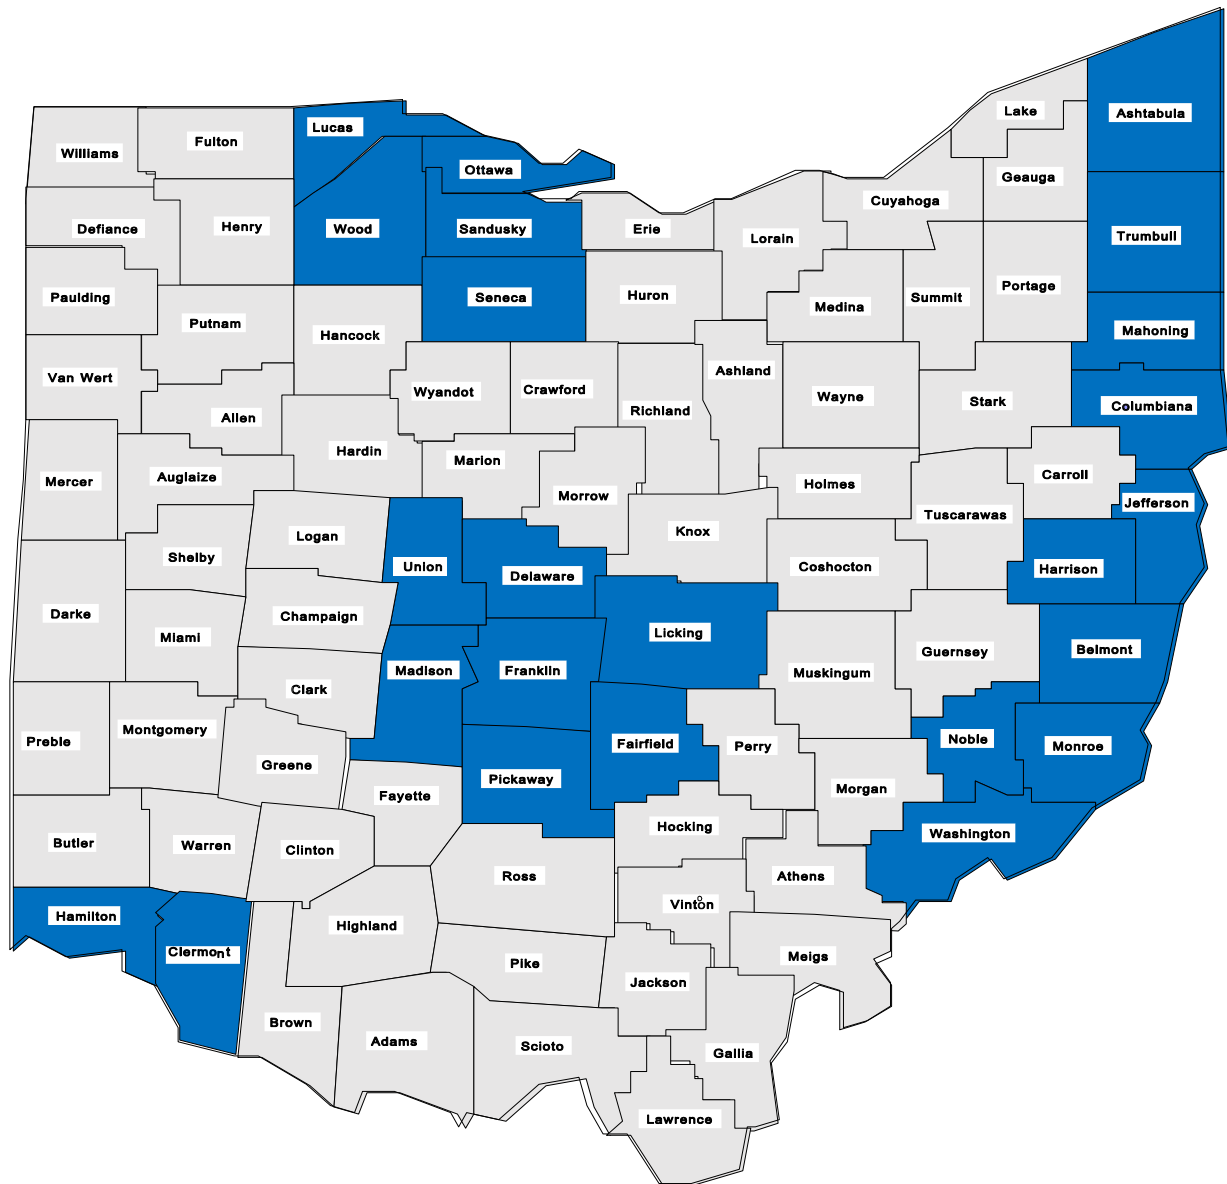 Ashtabula
Lake
Lucas
Fulton
Williams
Ottawa
Geauga
Cuyahoga
Henry
Defiance
Wood
Sandusky
Erie
Lorain
Trumbull
Portage
Paulding
Seneca
Huron
Summit
Medina
Putnam
Mahoning
Hancock
Ashland
Van Wert
Wyandot
Crawford
Wayne
Stark
Columbiana
Richland
Allen
Hardin
Marion
Carroll
Mercer
Auglaize
Holmes
Morrow
Jefferson
Tuscarawas
Knox
Logan
Shelby
Union
Delaware
Coshocton
Harrison
Darke
Champaign
Miami
Licking
Belmont
Guernsey
Madison
Franklin
Muskingum
Clark
Montgomery
Preble
Fairfield
Perry
Noble
Monroe
Greene
Pickaway
Fayette
Morgan
Hocking
Washington
Butler
Warren
Clinton
Ross
Athens
Vinton
Hamilton
Highland
Clermont
Pike
Meigs
Jackson
Brown
Adams
Scioto
Gallia
Lawrence